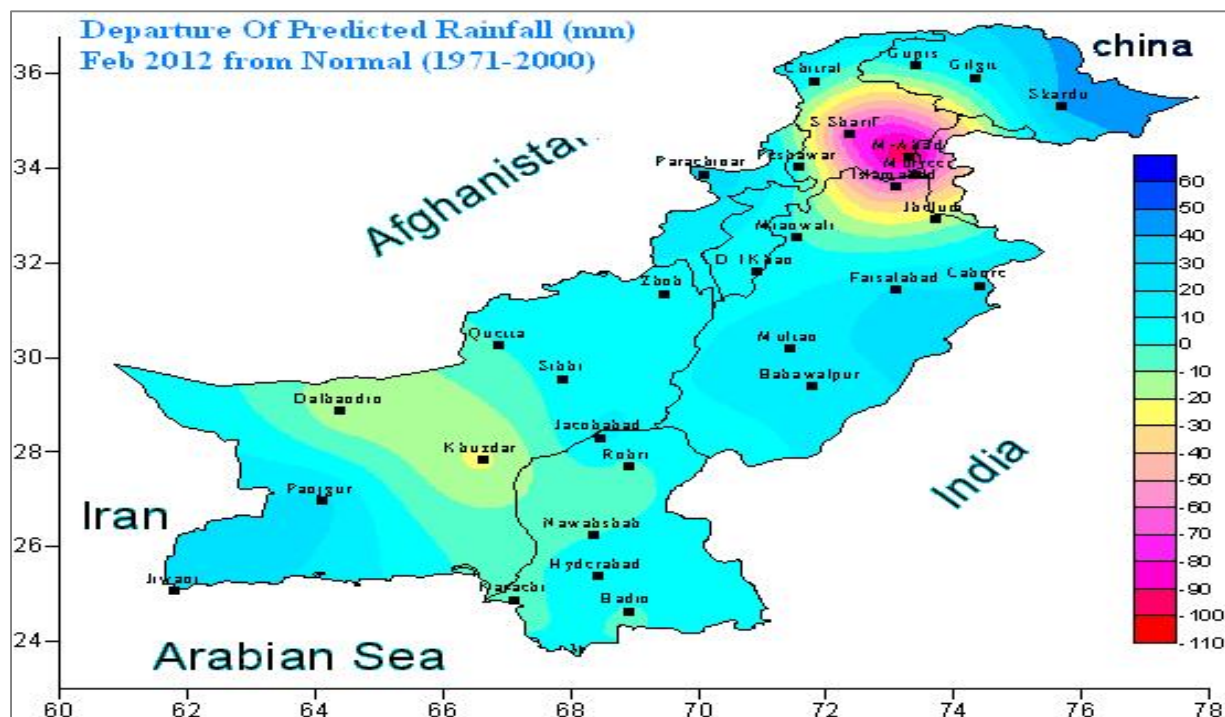 Departure Of Predicted Rainfall (mm)
Feb 2012 from Normal (1971-2000)
china
Gupis
Chitral
Gilgit
Skardu
S Sharif
Peshawar
Parachinar
Islamabad
Afghanistan
Mianwali
D I Khan
Zhob
Faisalabad
Lahore
Quetta
Sibbi
Multan
Bahawalpur
Dalbandin
Jacobabad
Khuzdar
Rohri
India
Panjgur
Iran
Nawabshah
Hyderabad
Jiwani
Karachi
Badin
Arabian Sea
36
34
32
30
28
26
24
60
62
64
66
68
70
72
74
76
78
60
50
40
30
20
10
0
-10
-20
-30
-40
-50
-60
-70
-80
-90
-100
-110